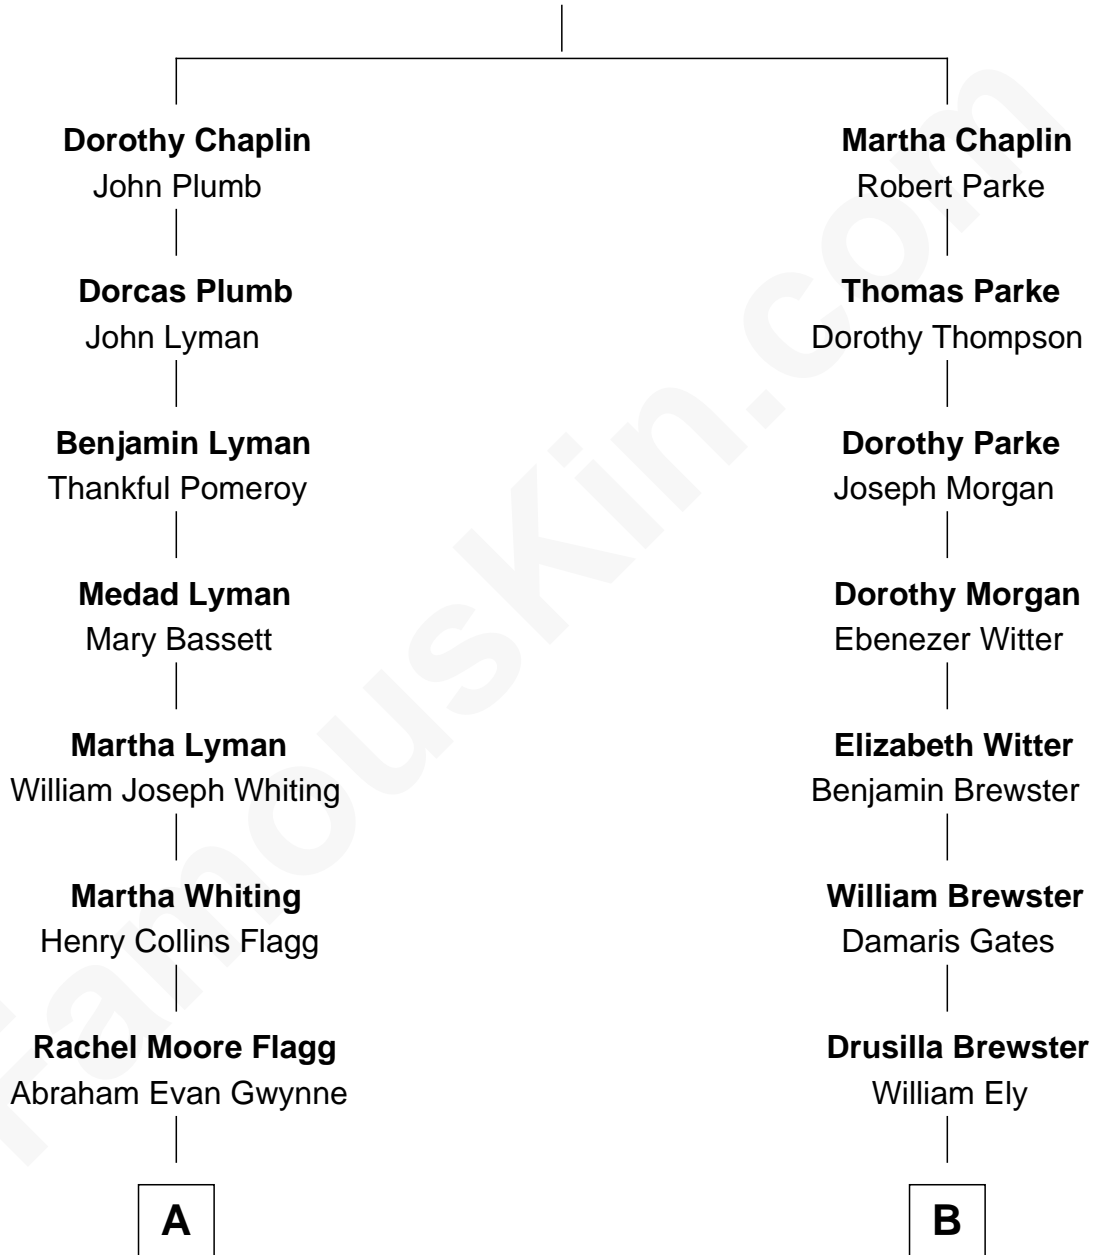 Dorothy Chaplin
John Plumb
Martha Chaplin
Robert Parke
Dorcas Plumb
John Lyman
Thomas Parke
Dorothy Thompson
Benjamin Lyman
Thankful Pomeroy
Dorothy Parke
Joseph Morgan
Medad Lyman
Mary Bassett
Dorothy Morgan
Ebenezer Witter
Martha Lyman
William Joseph Whiting
Elizabeth Witter
Benjamin Brewster
Martha Whiting
Henry Collins Flagg
William Brewster
Damaris Gates
Rachel Moore Flagg
Abraham Evan Gwynne
Drusilla Brewster
William Ely
A
B
FamousKin.com